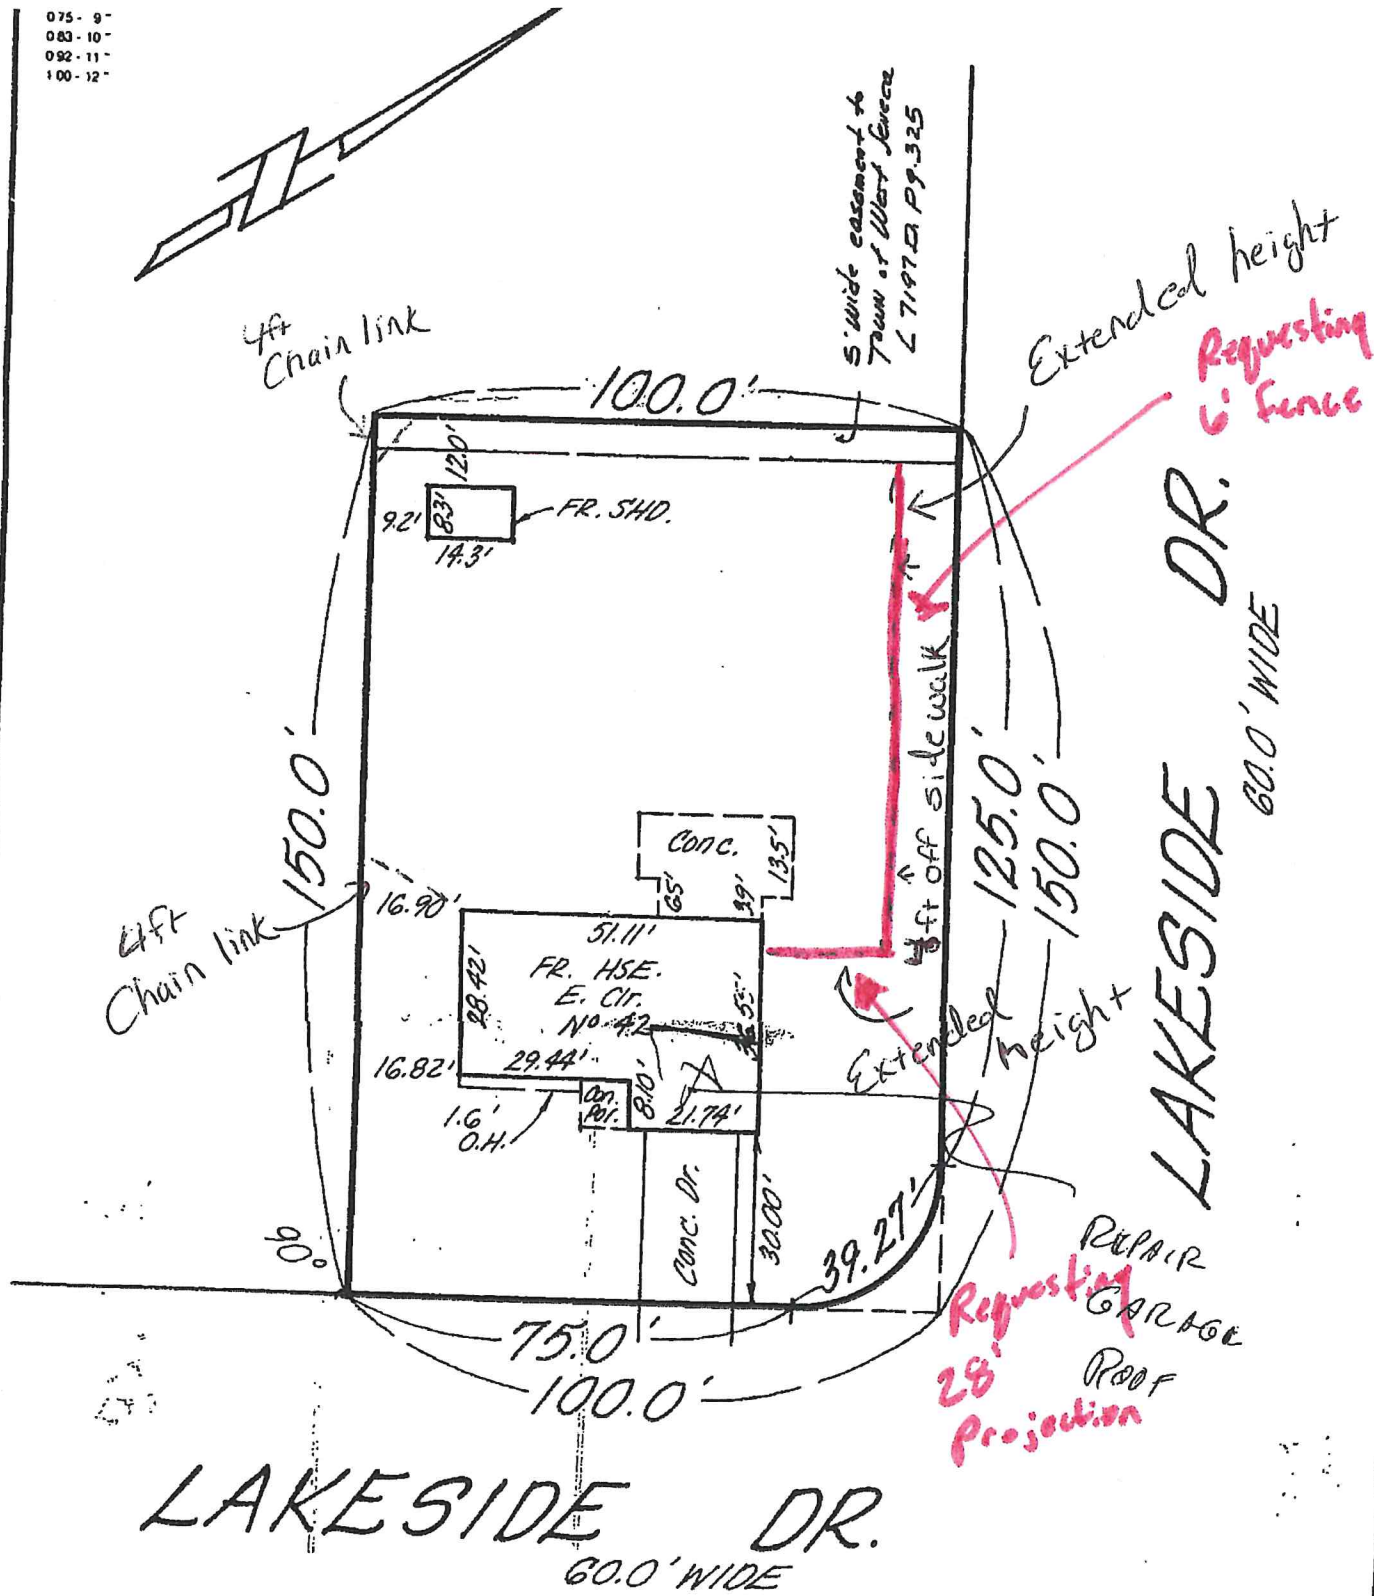 075 - 9"
083 - 10"
092 - 11"
100 - 12"
5' wide easement to
Town of West Seneca
L 7197 D. Pg. 325
4ft
Chain link
100.0'
Extended height
Requesting
6' Fence
12.0'
9.2'
8.3'
FR. SHD.
14.3'
LAKESIDE DR.
60.0' WIDE
150.0'
ft off sidewalk
125.0'
150.0'
Conc.
13.5'
6.5'
3.9'
16.90'
51.11'
4ft
Chain link
28.42'
FR. HSE.
E. Clr.
Nº 42
Extended
height
16.82'
29.44'
Con.
Por.
8.10'
21.74'
1.6'
O.H.
Conc. Dr.
30.00'
39.27'
90°
REPAIR
GARAGE
ROOF
Requesting
28'
Projection
75.0'
100.0'
LAKESIDE DR.
60.0' WIDE